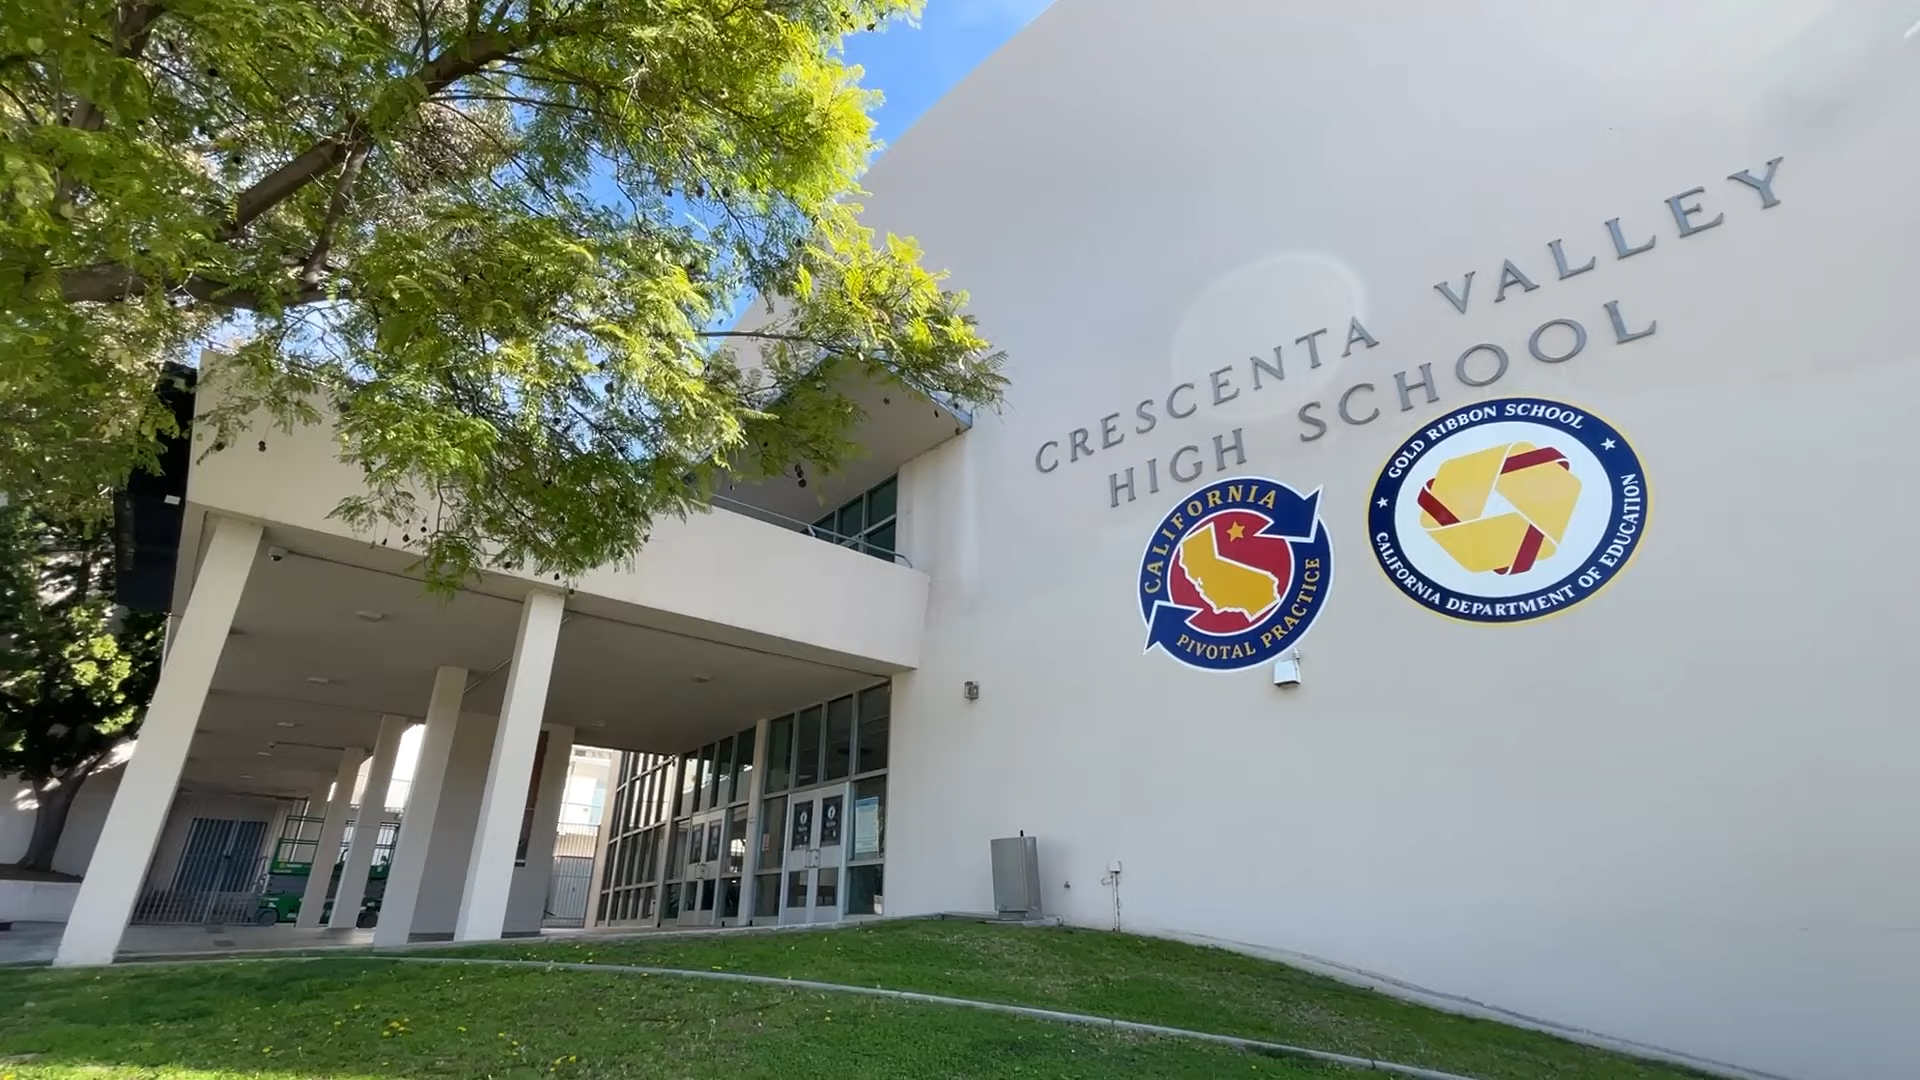 CRESCENTA VALLEY
HIGH SCHOOL
CALIFORNIA
PIVOTAL PRACTICE
GOLD RIBBON SCHOOL
CALIFORNIA DEPARTMENT OF EDUCATION